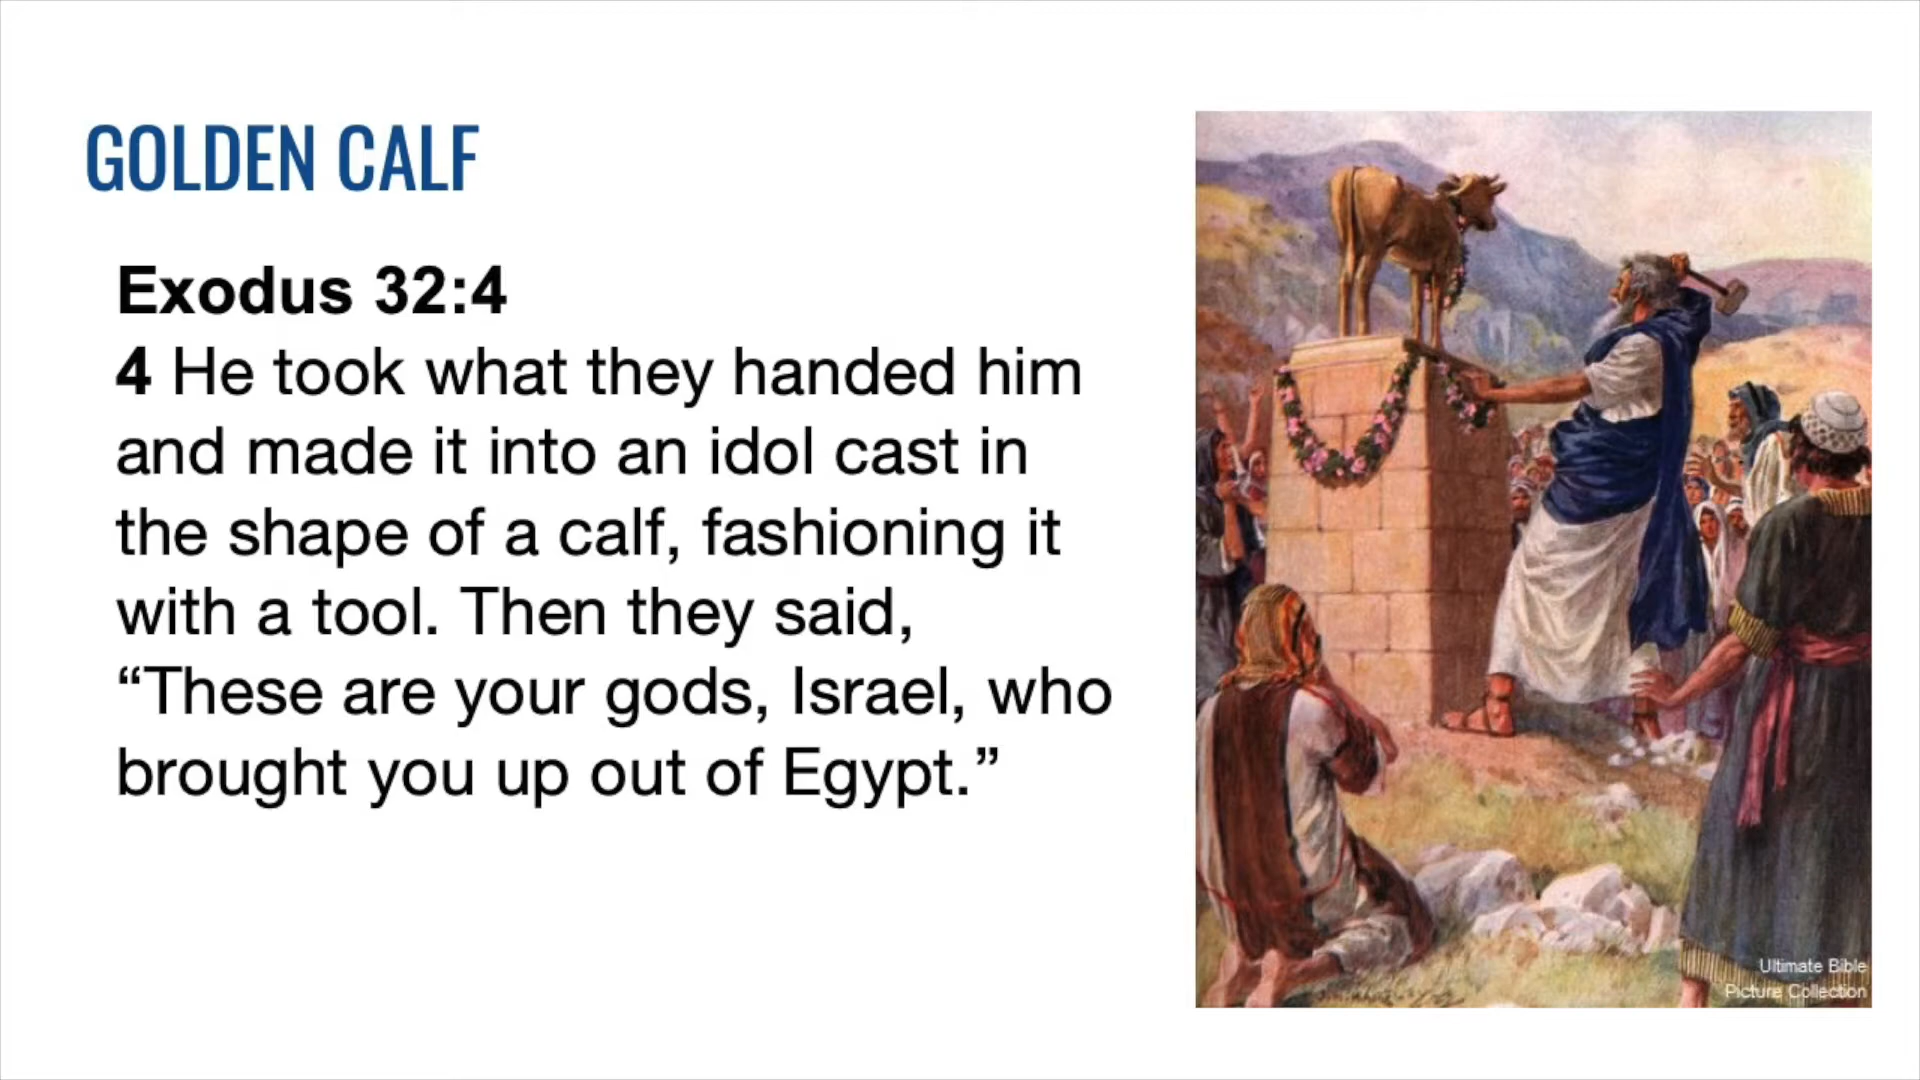 GOLDEN CALF
Exodus 32:4
4 He took what they handed him
and made it into an idol cast in
the shape of a calf, fashioning it
with a tool. Then they said,
“These are your gods, Israel, who
brought you up out of Egypt.”
Ultimate Bible
Picture Collection